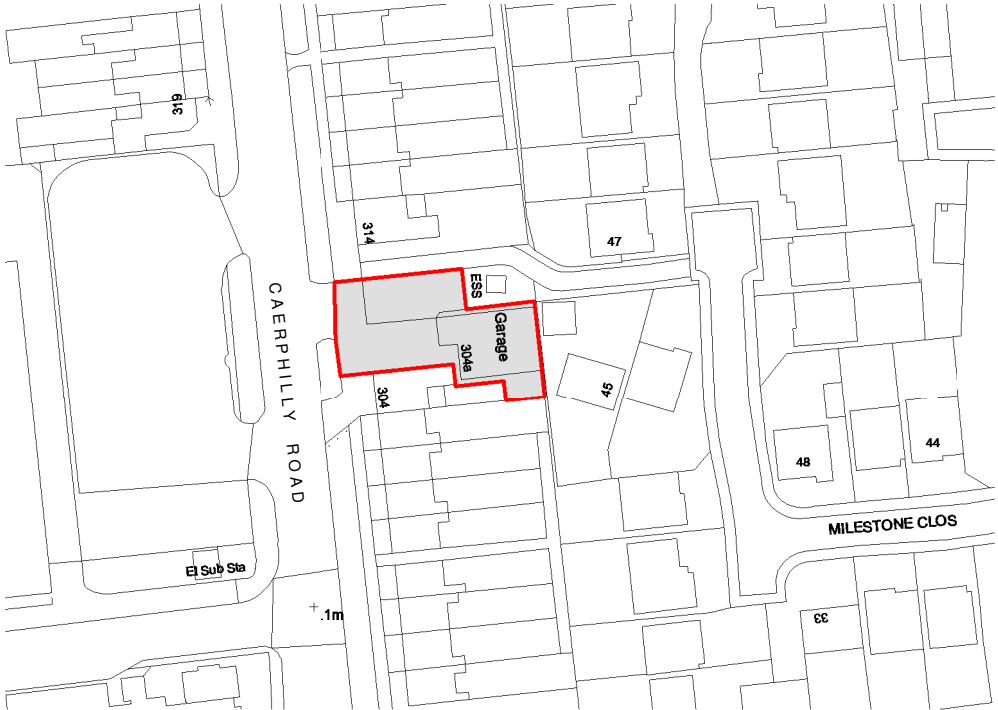 319
314
47
ESS
Garage
304a
CAERPHILLY ROAD
304
45
48
44
MILESTONE CLOS
El Sub Sta
.1m
33